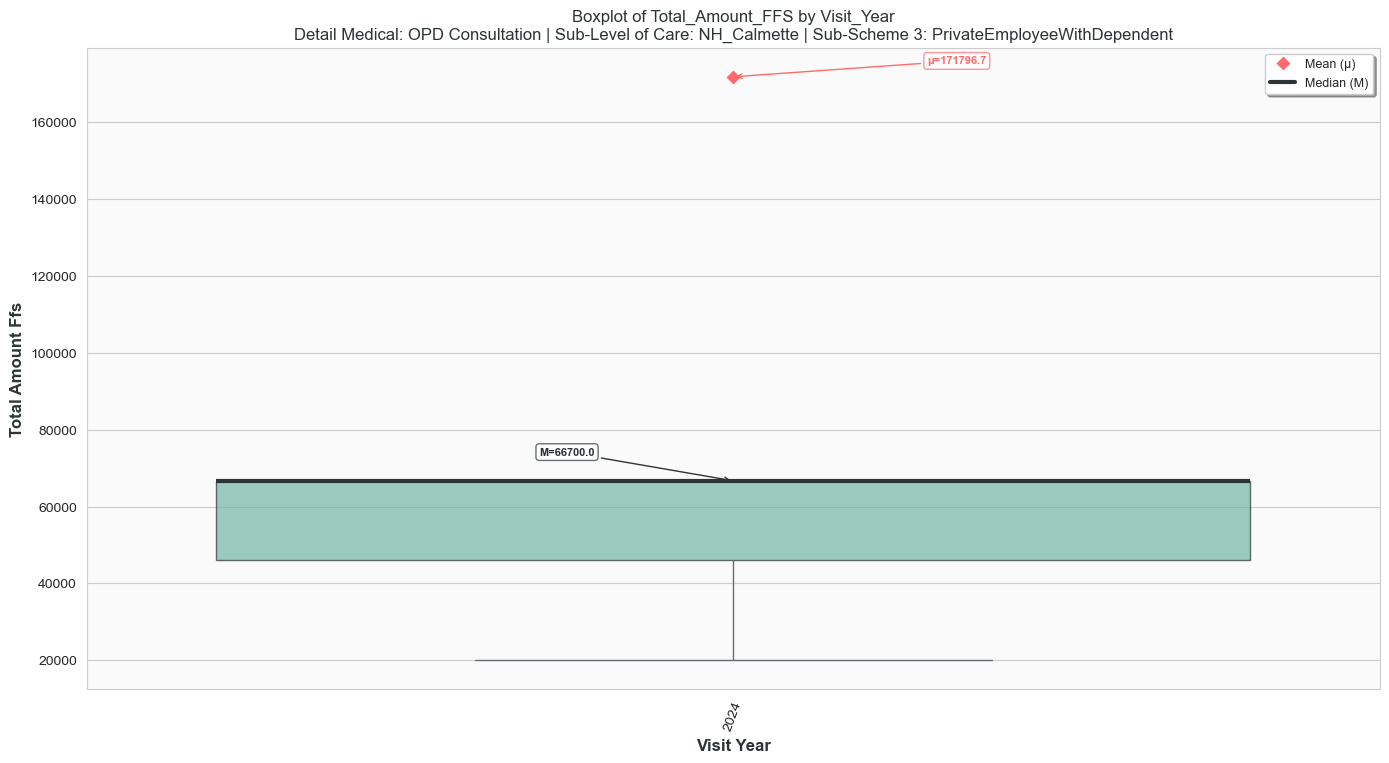 Boxplot of Total_Amount_FFS by Visit_Year
Detail Medical: OPD Consultation | Sub-Level of Care: NH_Calmette | Sub-Scheme 3: PrivateEmployeeWithDependent
μ=171796.7
Mean (μ)
Median (M)
160000
140000
120000
100000
80000
60000
40000
20000
Total Amount Ffs
M=66700.0
2024
Visit Year